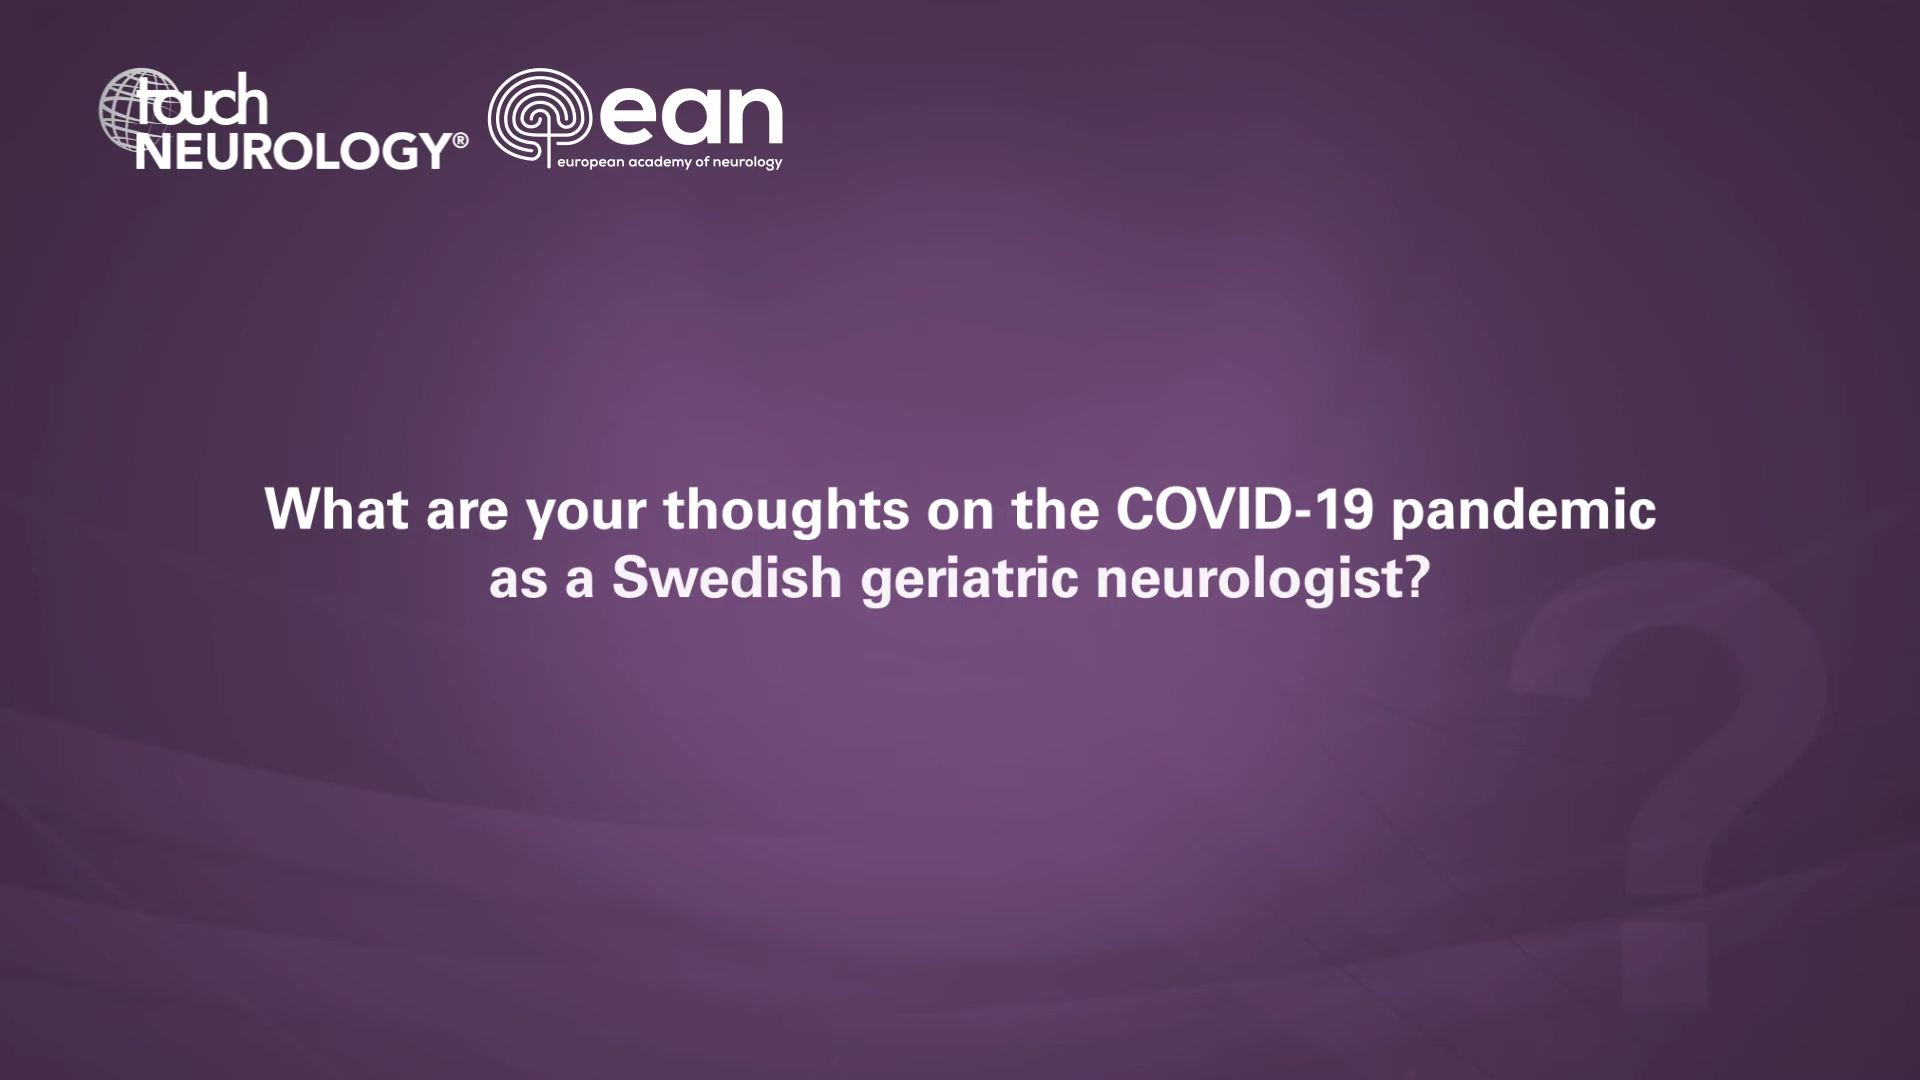 touch
NEUROLOGY®
ean
european academy of neurology
What are your thoughts on the COVID-19 pandemic
as a Swedish geriatric neurologist?
?